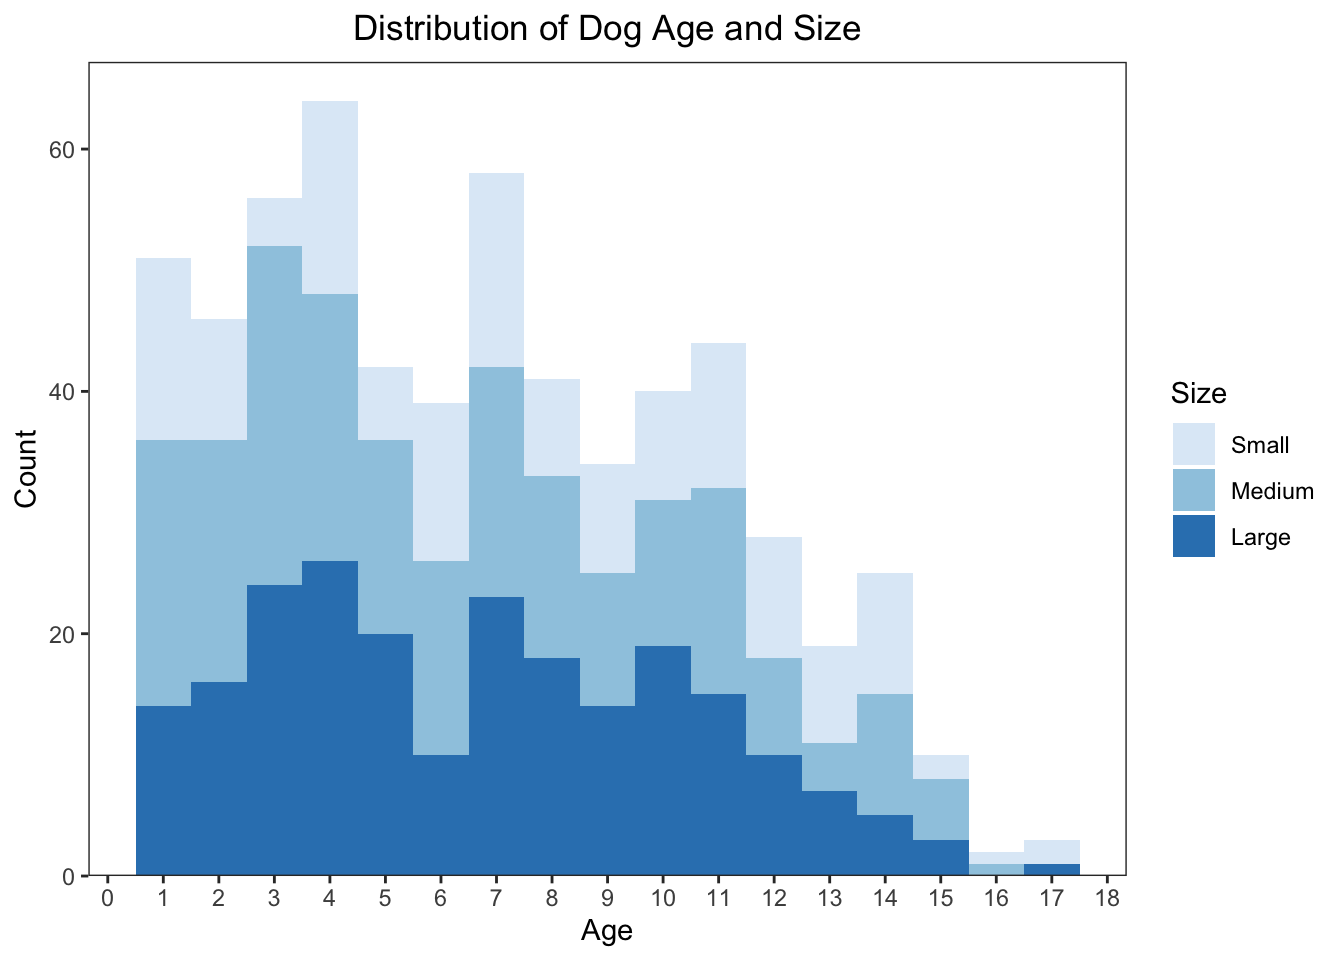 Distribution of Dog Age and Size
60
40
20
0
Count
0 1 2 3 4 5 6 7 8 9 10 11 12 13 14 15 16 17 18
Age
Size
Small
Medium
Large